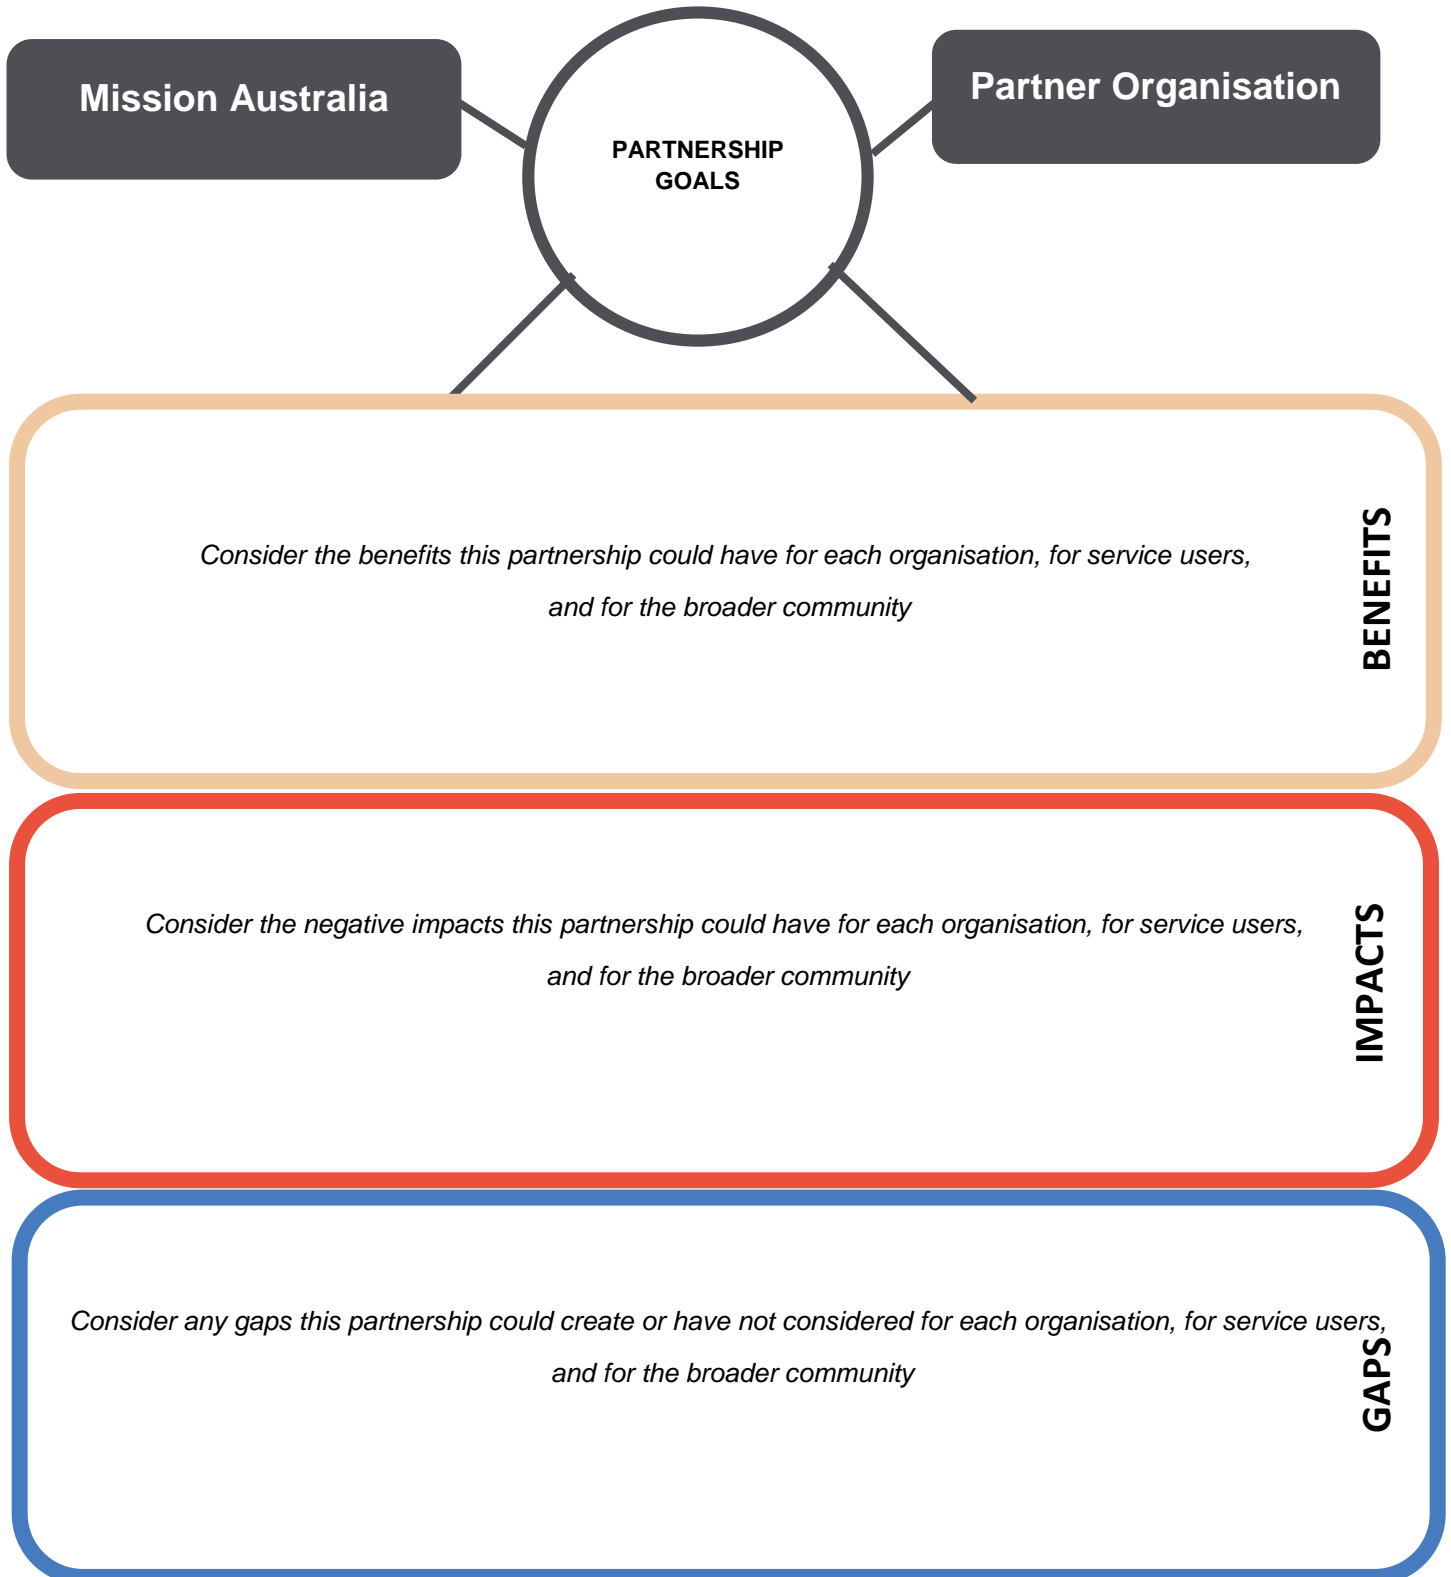 Mission Australia
Partner Organisation
PARTNERSHIP
GOALS
Consider the benefits this partnership could have for each organisation, for service users,
and for the broader community
BENEFITS
Consider the negative impacts this partnership could have for each organisation, for service users,
and for the broader community
IMPACTS
Consider any gaps this partnership could create or have not considered for each organisation, for service users,
and for the broader community
GAPS